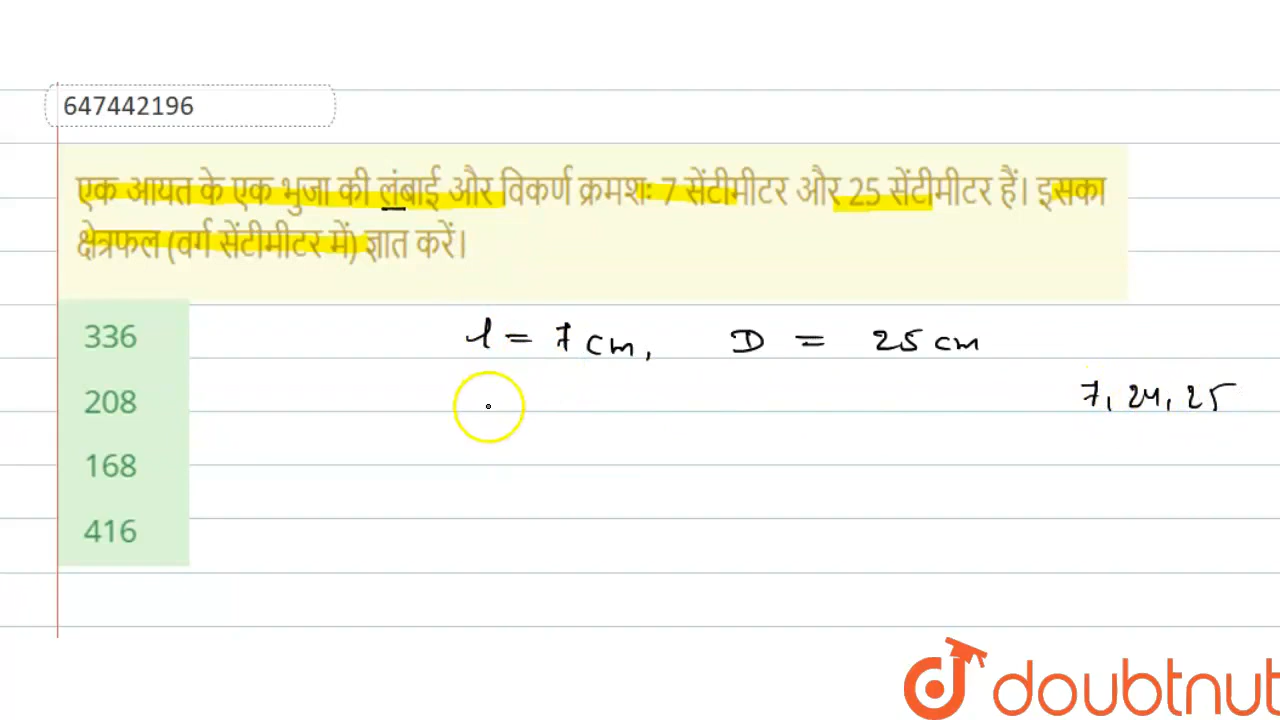 647442196
एक आयत के एक भुजा की लंबाई और विकर्ण क्रमशः 7 सेंटीमीटर और 25 सेंटीमीटर हैं। इसका
क्षेत्रफल (वर्ग सेंटीमीटर में) ज्ञात करें।
336
l = 7 cm, D = 25 cm
208
7, 24, 25
168
416
doubtnut